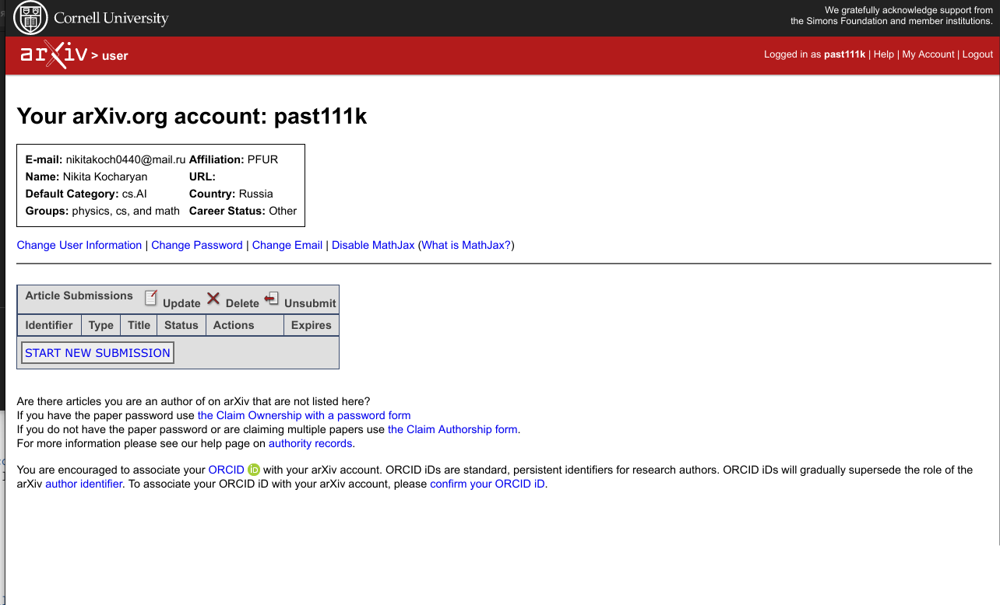 Cornell University
We gratefully acknowledge support from
the Simons Foundation and member institutions.
arXiv > user
Logged in as past111k | Help | My Account | Logout
Your arXiv.org account: past111k
E-mail: nikitakoch0440@mail.ru Affiliation: PFUR
Name: Nikita Kocharyan URL:
Default Category: cs.AI Country: Russia
Groups: physics, cs, and math Career Status: Other
Change User Information | Change Password | Change Email | Disable MathJax (What is MathJax?)
Article Submissions Update Delete Unsubmit
Identifier Type Title Status Actions Expires
START NEW SUBMISSION
Are there articles you are an author of on arXiv that are not listed here?
If you have the paper password use the Claim Ownership with a password form
If you do not have the paper password or are claiming multiple papers use the Claim Authorship form.
For more information please see our help page on authority records.
You are encouraged to associate your ORCID iD with your arXiv account. ORCID iDs are standard, persistent identifiers for research authors. ORCID iDs will gradually supersede the role of the
arXiv author identifier. To associate your ORCID iD with your arXiv account, please confirm your ORCID iD.